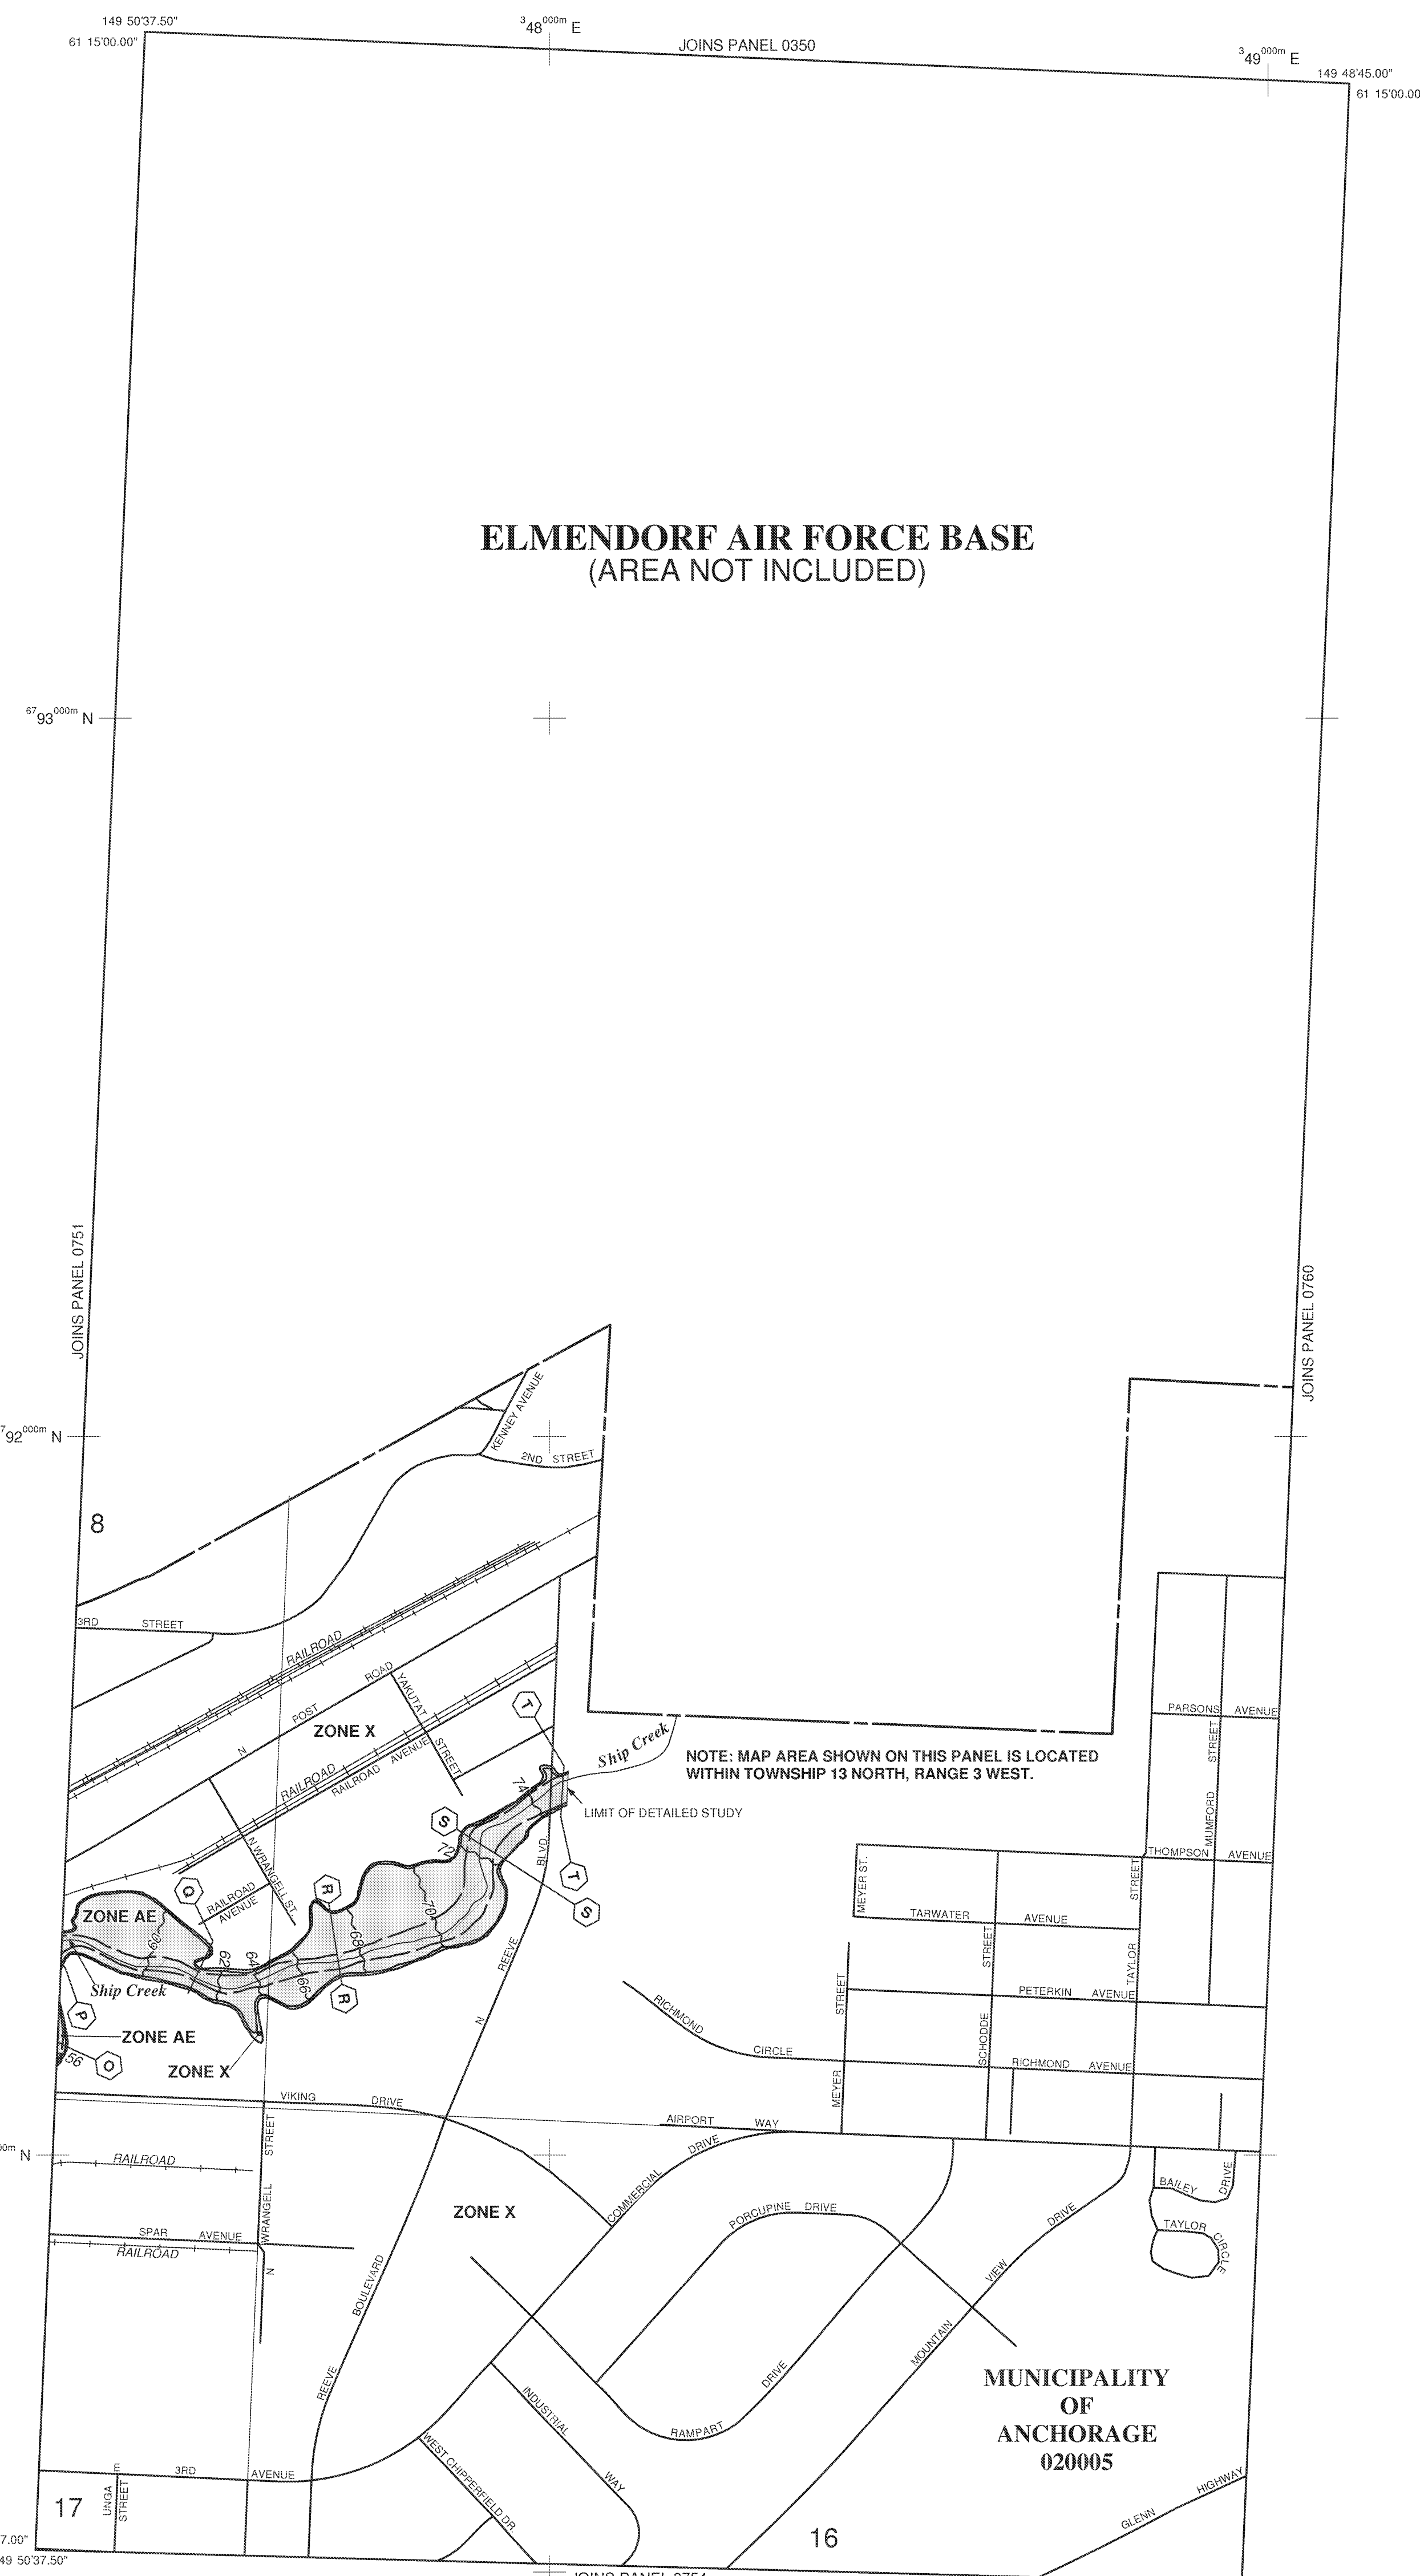 149 50'37.50"
61 15'00.00"
348000m E
JOINS PANEL 0350
349000m E
149 48'45.00"
61 15'00.00
ELMENDORF AIR FORCE BASE
(AREA NOT INCLUDED)
6793000m N
JOINS PANEL 0751
JOINS PANEL 0760
792000m N
KENNEY AVENUE
2ND STREET
8
3RD STREET
RAILROAD
N POST ROAD
YAKUTAT STREET
ZONE X
RAILROAD
RAILROAD AVENUE
T
Ship Creek
NOTE: MAP AREA SHOWN ON THIS PANEL IS LOCATED
WITHIN TOWNSHIP 13 NORTH, RANGE 3 WEST.
74
LIMIT OF DETAILED STUDY
S
72
BLVD.
T
S
N WRANGELL ST.
RAILROAD
AVENUE
Q
R
ZONE AE
60
62
64
66
68
70
R
Ship Creek
P
ZONE AE
O
56
ZONE X
N REEVE
PARSONS AVENUE
MUMFORD STREET
THOMPSON AVENUE
MEYER ST.
TARWATER AVENUE
TAYLOR STREET
SCHODDE STREET
PETERKIN AVENUE
MEYER STREET
RICHMOND CIRCLE
RICHMOND AVENUE
VIKING DRIVE
AIRPORT WAY
00m N
RAILROAD
N WRANGELL STREET
SPAR AVENUE
RAILROAD
ZONE X
COMMERCIAL DRIVE
PORCUPINE DRIVE
BAILEY DRIVE
TAYLOR CIRCLE
REEVE BOULEVARD
MOUNTAIN VIEW DRIVE
RAMPART DRIVE
INDUSTRIAL WAY
WEST CHIPPERFIELD DR.
MUNICIPALITY
OF
ANCHORAGE
020005
E 3RD AVENUE
UNGA STREET
17
16
GLENN HIGHWAY
7.00"
49 50'37.50"
JOINS PANEL 0754